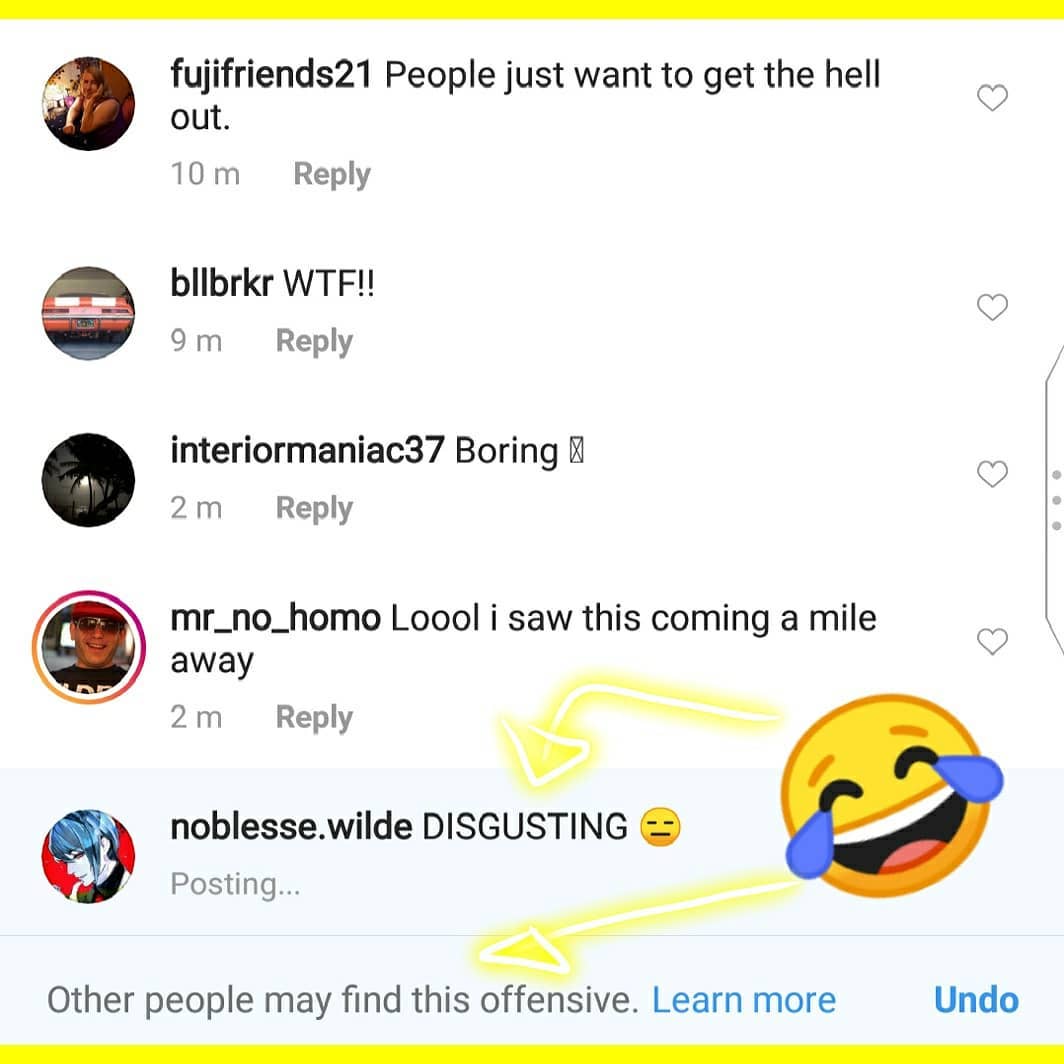 fujifriends21 People just want to get the hell
out.
10 m Reply
bllbrkr WTF!!
9 m Reply
interiormaniac37 Boring
2 m Reply
mr_no_homo Loool i saw this coming a mile
away
2 m Reply
noblesse.wilde DISGUSTING 😑
Posting...
Other people may find this offensive. Learn more Undo